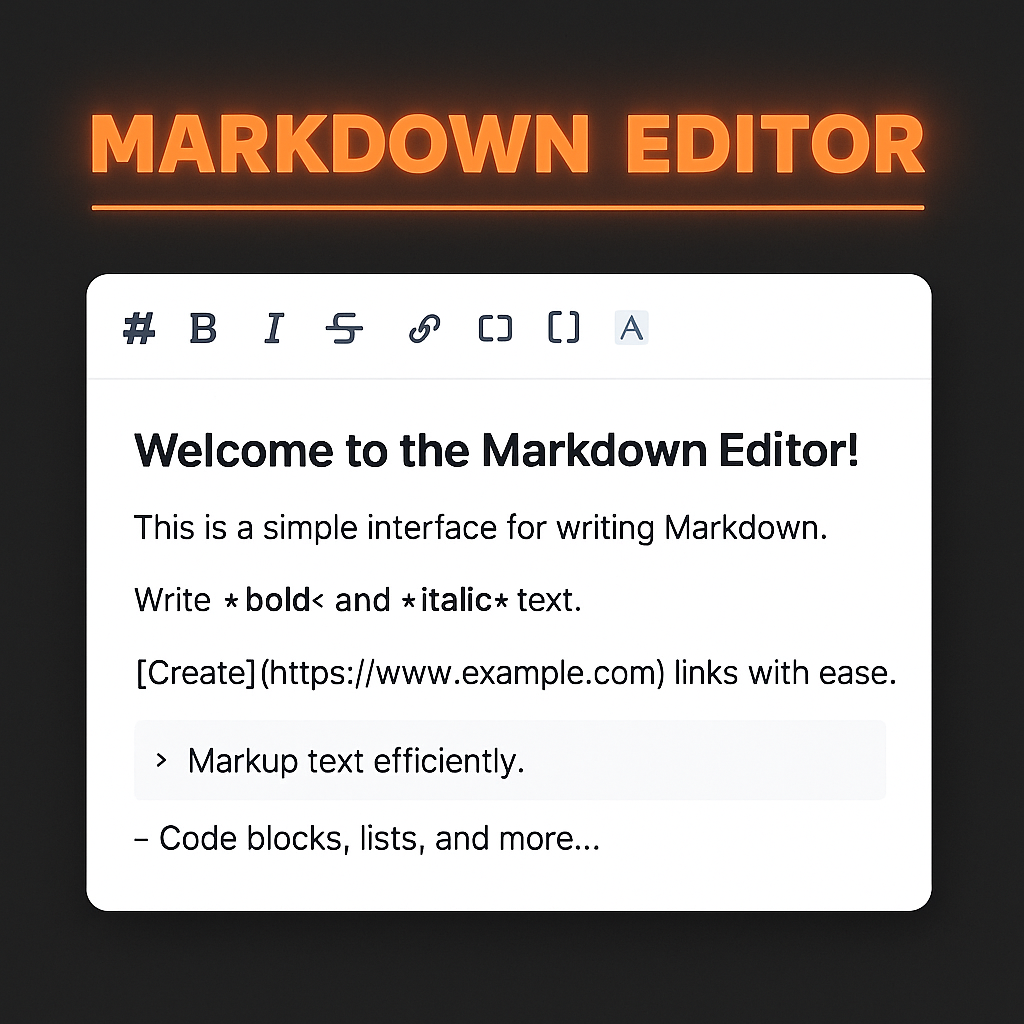 MARKDOWN EDITOR
# B I S [] A
Welcome to the Markdown Editor!
This is a simple interface for writing Markdown.
Write *bold< and *italic* text.
[Create](https://www.example.com) links with ease.
> Markup text efficiently.
– Code blocks, lists, and more...